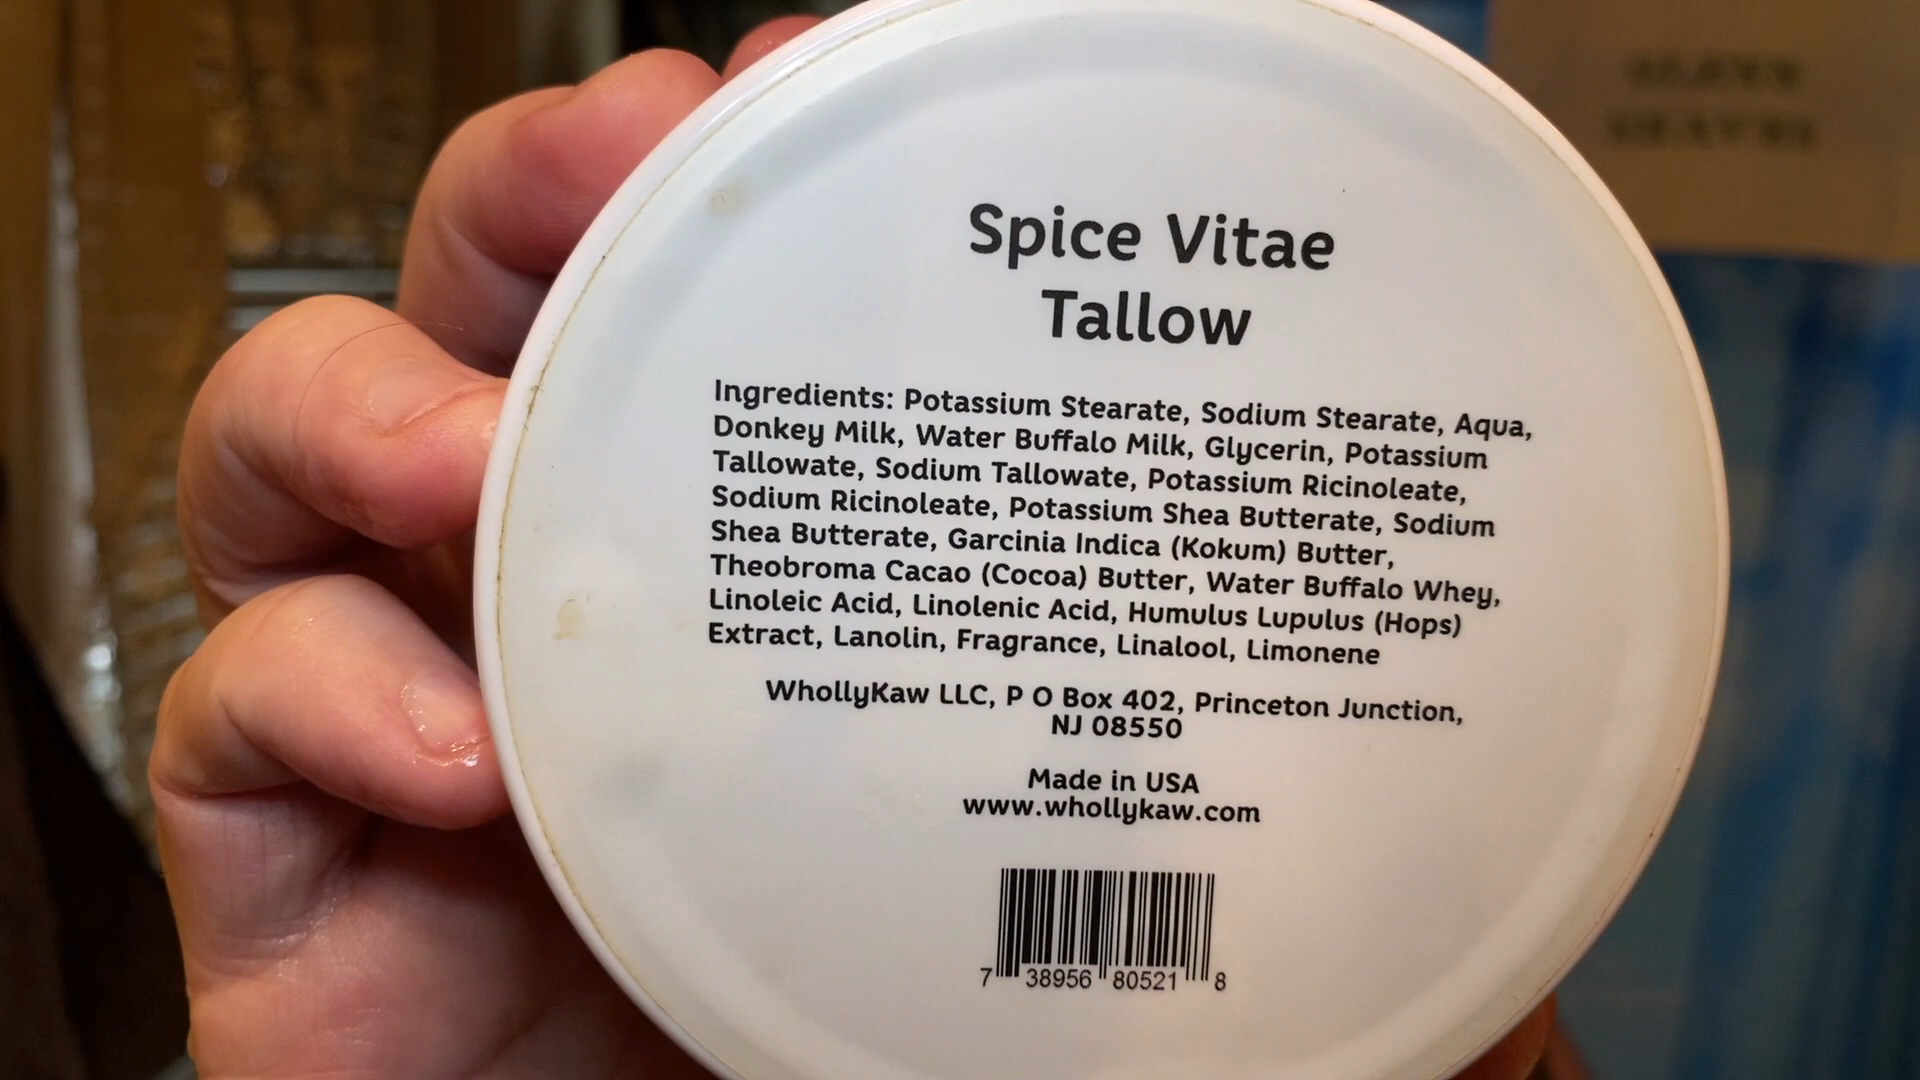 Spice Vitae
Tallow
Ingredients: Potassium Stearate, Sodium Stearate, Aqua,
Donkey Milk, Water Buffalo Milk, Glycerin, Potassium
Tallowate, Sodium Tallowate, Potassium Ricinoleate,
Sodium Ricinoleate, Potassium Shea Butterate, Sodium
Shea Butterate, Garcinia Indica (Kokum) Butter,
Theobroma Cacao (Cocoa) Butter, Water Buffalo Whey,
Linoleic Acid, Linolenic Acid, Humulus Lupulus (Hops)
Extract, Lanolin, Fragrance, Linalool, Limonene
WhollyKaw LLC, P O Box 402, Princeton Junction,
NJ 08550
Made in USA
www.whollykaw.com
7 38956 80521 8